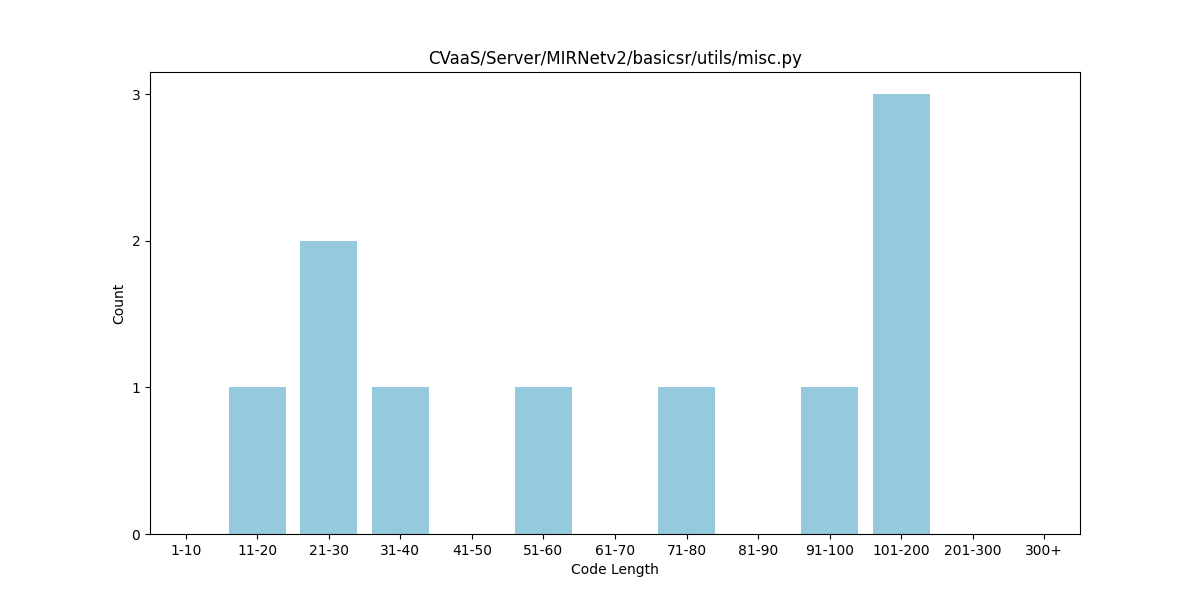 CVaaS/Server/MIRNetv2/basicsr/utils/misc.py
3
2
1
0
Count
1-10 11-20 21-30 31-40 41-50 51-60 61-70 71-80 81-90 91-100 101-200 201-300 300+
Code Length